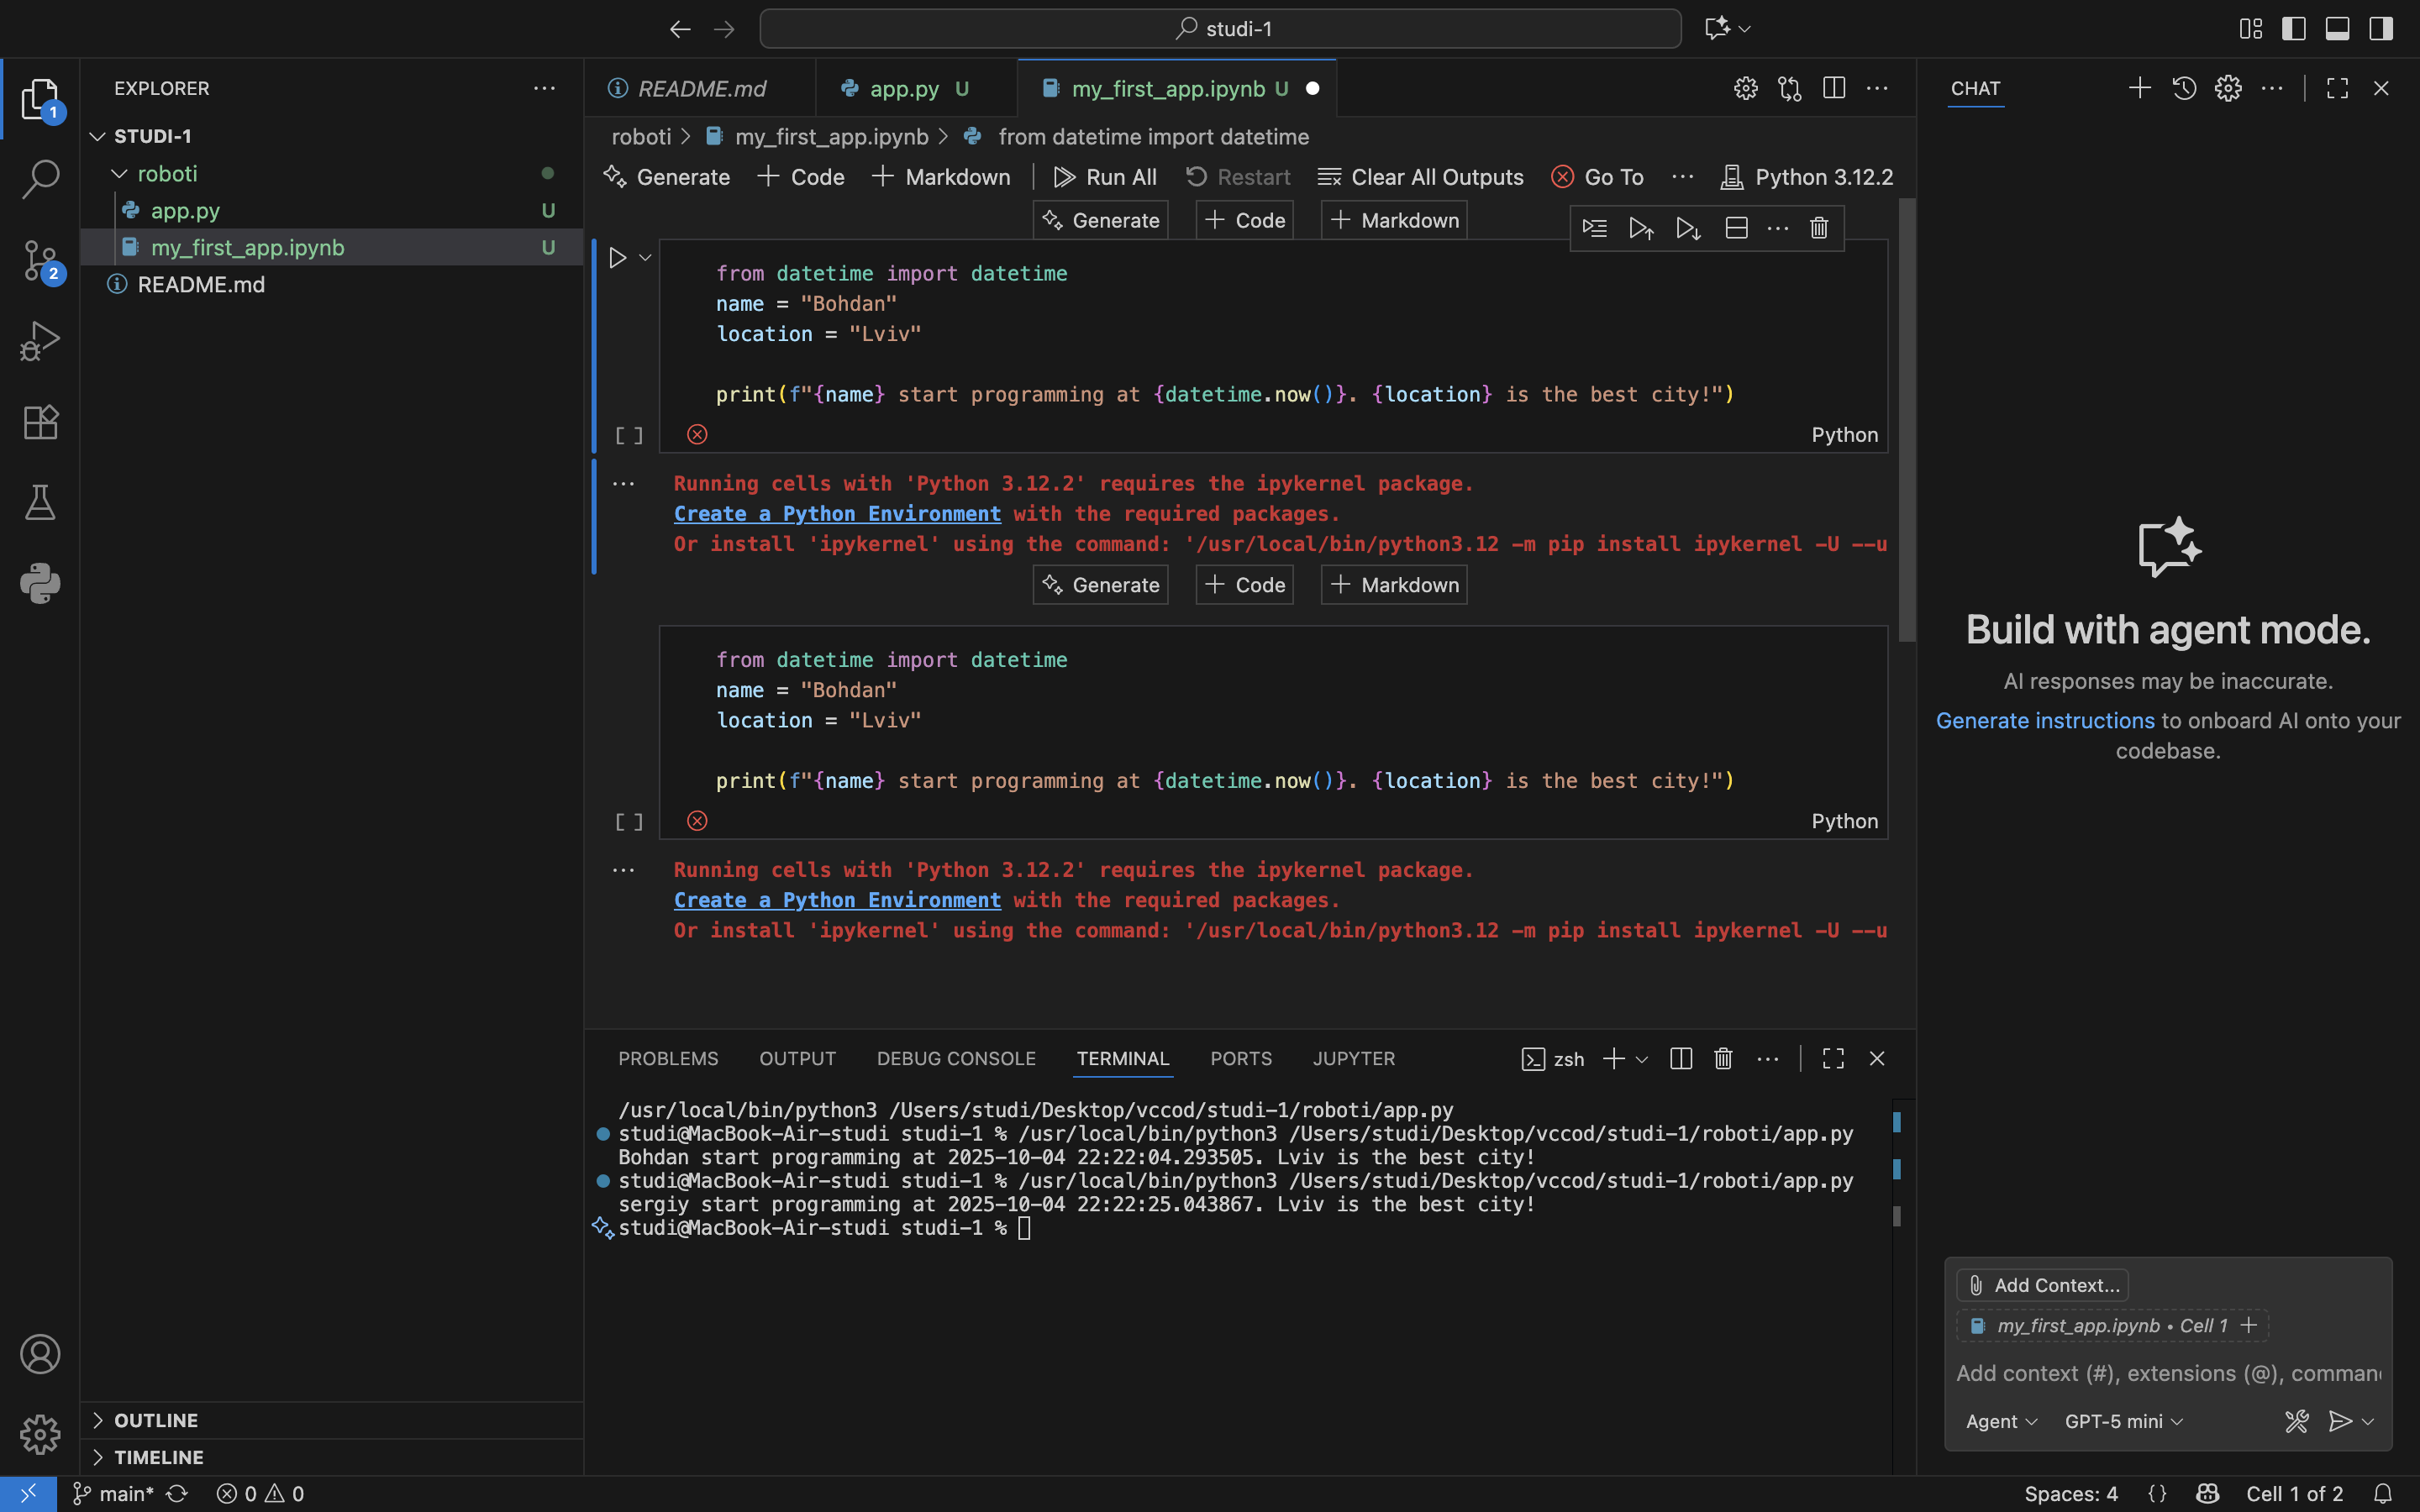 studi-1
EXPLORER
STUDI-1
roboti
app.py U
my_first_app.ipynb U
README.md
1
2
OUTLINE
TIMELINE
README.md
app.py U
my_first_app.ipynb U
roboti > my_first_app.ipynb > from datetime import datetime
Generate + Code + Markdown Run All Restart Clear All Outputs Go To ... Python 3.12.2
Generate + Code + Markdown
from datetime import datetime
name = "Bohdan"
location = "Lviv"
print(f"{name} start programming at {datetime.now()}. {location} is the best city!")
[ ] Python
Running cells with 'Python 3.12.2' requires the ipykernel package.
Create a Python Environment with the required packages.
Or install 'ipykernel' using the command: '/usr/local/bin/python3.12 -m pip install ipykernel -U --u
Generate + Code + Markdown
from datetime import datetime
name = "Bohdan"
location = "Lviv"
print(f"{name} start programming at {datetime.now()}. {location} is the best city!")
[ ] Python
Running cells with 'Python 3.12.2' requires the ipykernel package.
Create a Python Environment with the required packages.
Or install 'ipykernel' using the command: '/usr/local/bin/python3.12 -m pip install ipykernel -U --u
PROBLEMS OUTPUT DEBUG CONSOLE TERMINAL PORTS JUPYTER zsh
/usr/local/bin/python3 /Users/studi/Desktop/vccod/studi-1/roboti/app.py
studi@MacBook-Air-studi studi-1 % /usr/local/bin/python3 /Users/studi/Desktop/vccod/studi-1/roboti/app.py
Bohdan start programming at 2025-10-04 22:22:04.293505. Lviv is the best city!
studi@MacBook-Air-studi studi-1 % /usr/local/bin/python3 /Users/studi/Desktop/vccod/studi-1/roboti/app.py
sergiy start programming at 2025-10-04 22:22:25.043867. Lviv is the best city!
studi@MacBook-Air-studi studi-1 %
CHAT
Build with agent mode.
AI responses may be inaccurate.
Generate instructions to onboard AI onto your
codebase.
Add Context...
my_first_app.ipynb • Cell 1 +
Add context (#), extensions (@), comman
Agent GPT-5 mini
main* 0 0 Spaces: 4 {} Cell 1 of 2